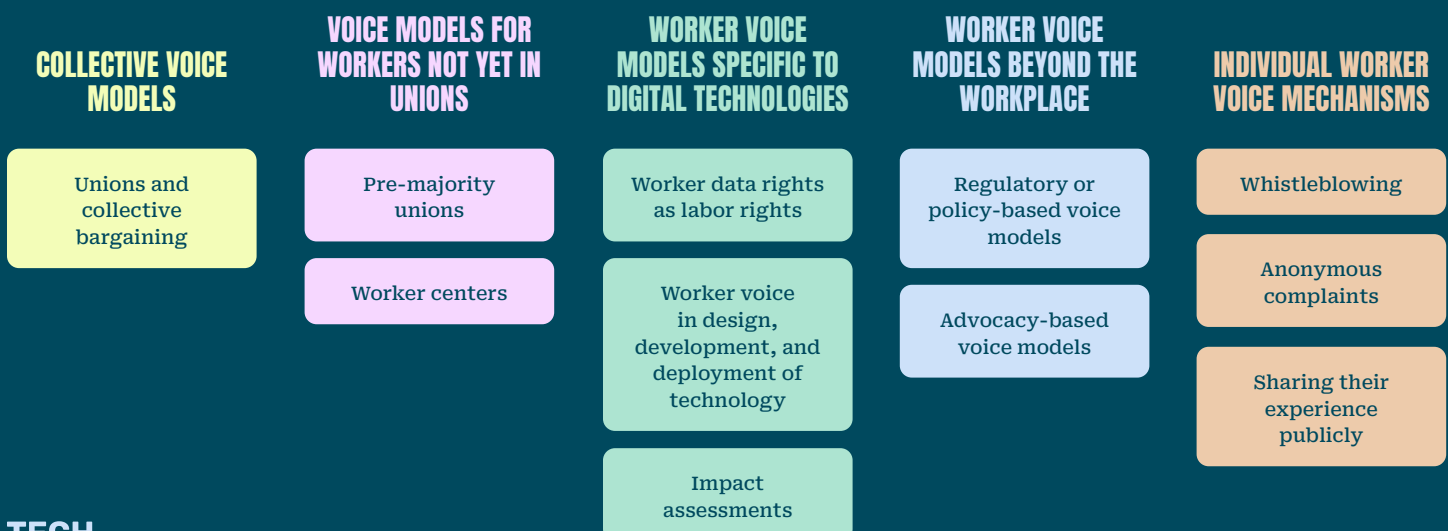 COLLECTIVE VOICE
MODELS
Unions and
collective
bargaining
VOICE MODELS FOR
WORKERS NOT YET IN
UNIONS
Pre-majority
unions
Worker centers
WORKER VOICE
MODELS SPECIFIC TO
DIGITAL TECHNOLOGIES
Worker data rights
as labor rights
Worker voice
in design,
development, and
deployment of
technology
Impact
assessments
WORKER VOICE
MODELS BEYOND THE
WORKPLACE
Regulatory or
policy-based voice
models
Advocacy-based
voice models
INDIVIDUAL WORKER
VOICE MECHANISMS
Whistleblowing
Anonymous
complaints
Sharing their
experience
publicly
TECH